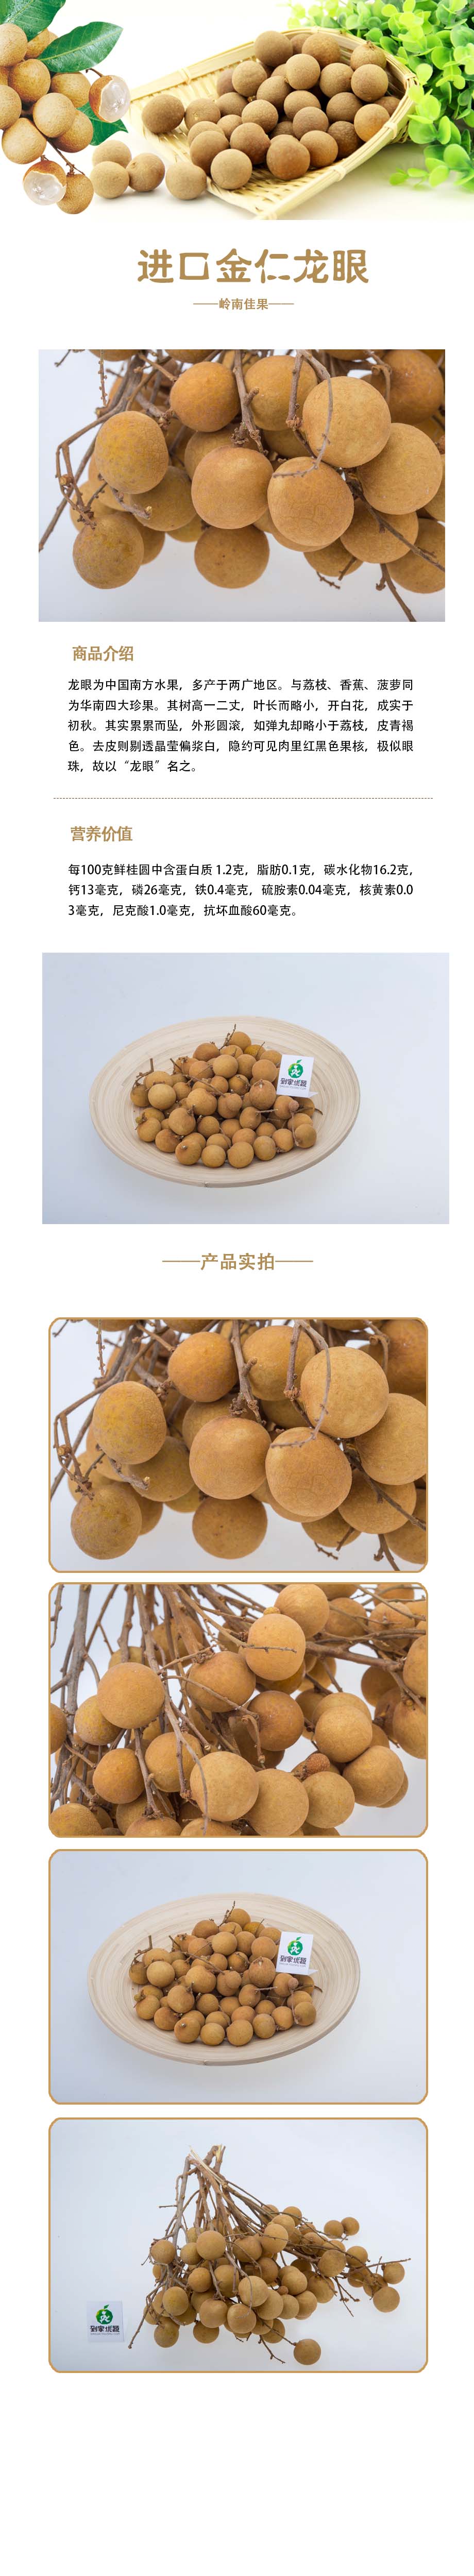 进口金仁龙眼
——岭南佳果——
商品介绍
龙眼为中国南方水果，多产于两广地区。与荔枝、香蕉、菠萝同
为华南四大珍果。其树高一二丈，叶长而略小，开白花，成实于
初秋。其实累累而坠，外形圆滚，如弹丸却略小于荔枝，皮青褐
色。去皮则剔透晶莹偏浆白，隐约可见肉里红黑色果核，极似眼
珠，故以“龙眼”名之。
营养价值
每100克鲜桂圆中含蛋白质 1.2克，脂肪0.1克，碳水化物16.2克，
钙13毫克，磷26毫克，铁0.4毫克，硫胺素0.04毫克，核黄素0.0
3毫克，尼克酸1.0毫克，抗坏血酸60毫克。
到家优蔬
——产品实拍——
到家优蔬
到家优蔬